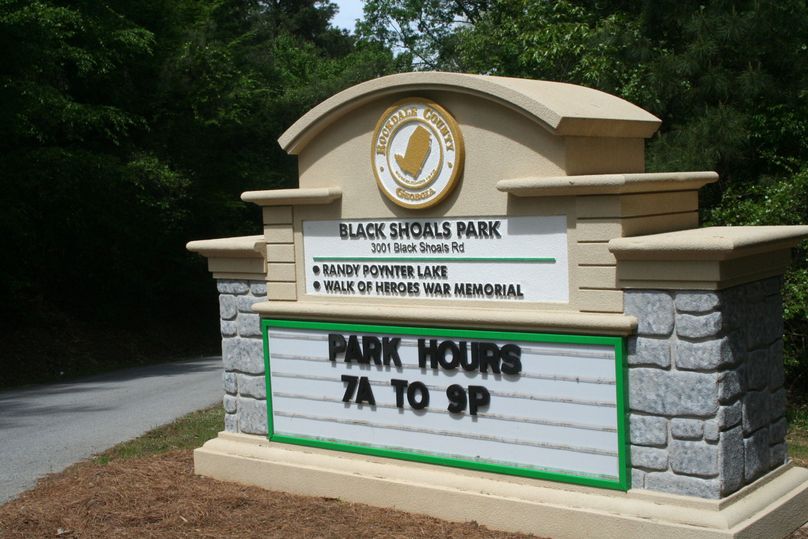 ROCKDALE COUNTY
GEORGIA
BLACK SHOALS PARK
3001 Black Shoals Rd
• RANDY POYNTER LAKE
• WALK OF HEROES WAR MEMORIAL
PARK HOURS
7A TO 9P